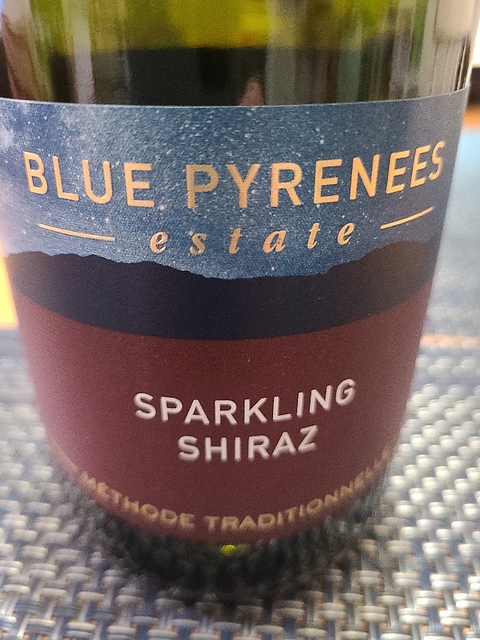 BLUE PYRENEES
estate
SPARKLING
SHIRAZ
MÉTHODE TRADITIONNELLE